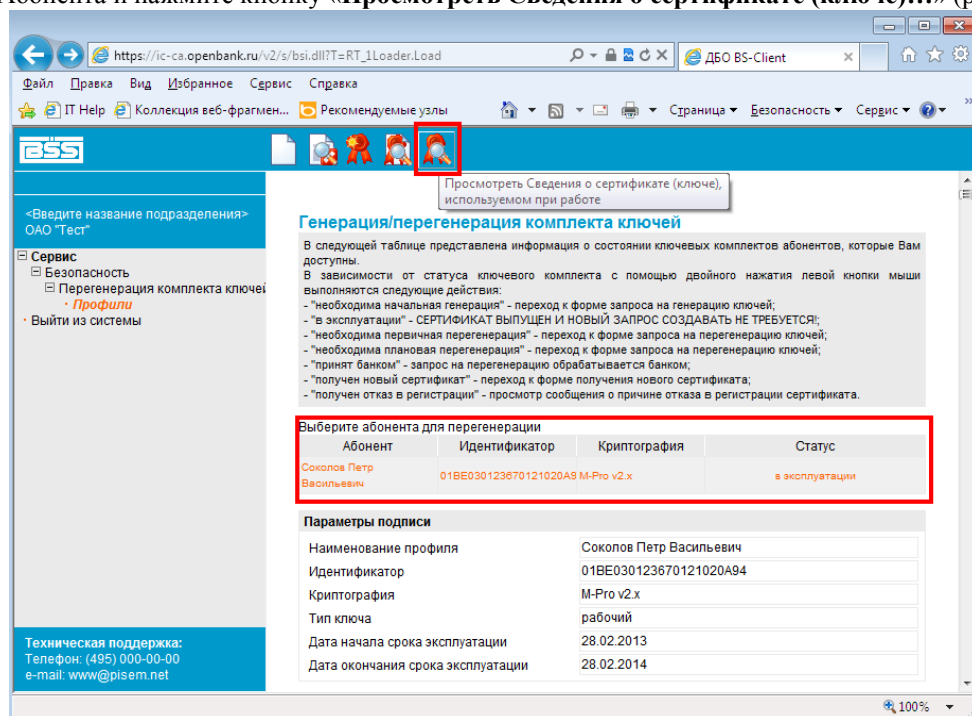 Абонента и нажмите кнопку «Просмотреть Сведения о сертификате (ключе)…» (р
https://ic-ca.openbank.ru/v2/s/bsi.dll?T=RT_1Loader.Load
ДБО BS-Client
Файл Правка Вид Избранное Сервис Справка
IT Help Коллекция веб-фрагмен... Рекомендуемые узлы Страница Безопасность Сервис
BSS
Просмотреть Сведения о сертификате (ключе),
используемом при работе
<Введите название подразделения>
ОАО "Тест"
Сервис
Безопасность
Перегенерация комплекта ключей
Профили
Выйти из системы
Техническая поддержка:
Телефон: (495) 000-00-00
e-mail: www@pisem.net
Генерация/перегенерация комплекта ключей
В следующей таблице представлена информация о состоянии ключевых комплектов абонентов, которые Вам
доступны.
В зависимости от статуса ключевого комплекта с помощью двойного нажатия левой кнопки мыши
выполняются следующие действия:
- "необходима начальная генерация" - переход к форме запроса на генерацию ключей;
- "в эксплуатации" - СЕРТИФИКАТ ВЫПУЩЕН И НОВЫЙ ЗАПРОС СОЗДАВАТЬ НЕ ТРЕБУЕТСЯ!;
- "необходима первичная перегенерация" - переход к форме запроса на перегенерацию ключей;
- "необходима плановая перегенерация" - переход к форме запроса на перегенерацию ключей;
- "принят банком" - запрос на перегенерацию обрабатывается банком;
- "получен новый сертификат" - переход к форме получения нового сертификата;
- "получен отказ в регистрации" - просмотр сообщения о причине отказа в регистрации сертификата.
Выберите абонента для перегенерации
Абонент Идентификатор Криптография Статус
Соколов Петр
Васильевич 01BE030123670121020A9 M-Pro v2.x в эксплуатации
Параметры подписи
Наименование профиля Соколов Петр Васильевич
Идентификатор 01BE030123670121020A94
Криптография M-Pro v2.x
Тип ключа рабочий
Дата начала срока эксплуатации 28.02.2013
Дата окончания срока эксплуатации 28.02.2014
100%